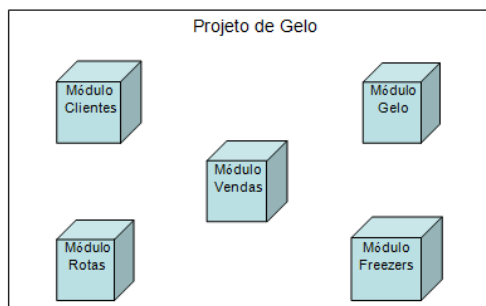 Projeto de Gelo
Módulo
Clientes
Módulo
Gelo
Módulo
Vendas
Módulo
Rotas
Módulo
Freezers